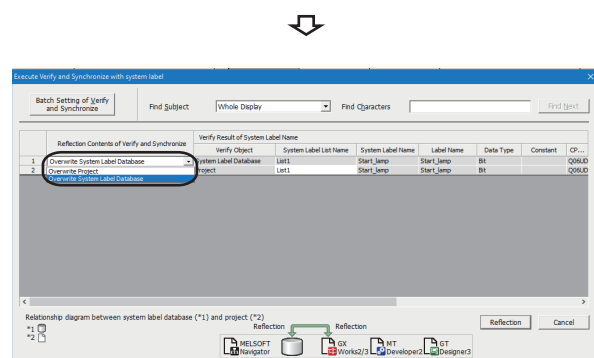 Execute Verify and Synchronize with system label
Batch Setting of Verify and Synchronize
Find Subject
Whole Display
Find Characters
Find Next
Reflection Contents of Verify and Synchronize
Verify Result of System Label Name
Verify Object
System Label List Name
System Label Name
Label Name
Data Type
Constant
CP...
1 Overwrite System Label Database System Label Database List1 Start_lamp Start_lamp Bit Q06UD
2 Overwrite Project Project List1 Start_lamp Start_lamp Bit Q06UD
Overwrite System Label Database
Relationship diagram between system label database (*1) and project (*2)
*1
*2
Reflection
Reflection
MELSOFT Navigator
GX Works2/3
MT Developer2
GT Designer3
Reflection
Cancel